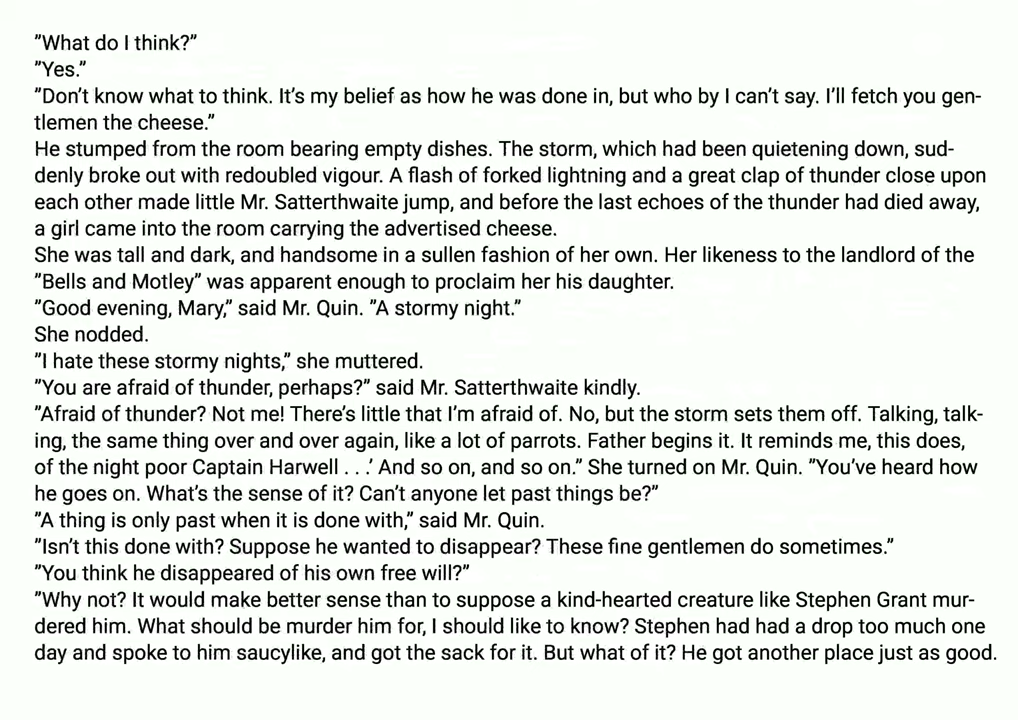 ”What do I think?”
”Yes.”
”Don’t know what to think. It’s my belief as how he was done in, but who by I can’t say. I’ll fetch you gen-
tlemen the cheese.”
He stumped from the room bearing empty dishes. The storm, which had been quietening down, sud-
denly broke out with redoubled vigour. A flash of forked lightning and a great clap of thunder close upon
each other made little Mr. Satterthwaite jump, and before the last echoes of the thunder had died away,
a girl came into the room carrying the advertised cheese.
She was tall and dark, and handsome in a sullen fashion of her own. Her likeness to the landlord of the
”Bells and Motley” was apparent enough to proclaim her his daughter.
”Good evening, Mary,” said Mr. Quin. ”A stormy night.”
She nodded.
”I hate these stormy nights,” she muttered.
”You are afraid of thunder, perhaps?” said Mr. Satterthwaite kindly.
”Afraid of thunder? Not me! There’s little that I’m afraid of. No, but the storm sets them off. Talking, talk-
ing, the same thing over and over again, like a lot of parrots. Father begins it. It reminds me, this does,
of the night poor Captain Harwell . . .’ And so on, and so on.” She turned on Mr. Quin. ”You’ve heard how
he goes on. What’s the sense of it? Can’t anyone let past things be?”
”A thing is only past when it is done with,” said Mr. Quin.
”Isn’t this done with? Suppose he wanted to disappear? These fine gentlemen do sometimes.”
”You think he disappeared of his own free will?”
”Why not? It would make better sense than to suppose a kind-hearted creature like Stephen Grant mur-
dered him. What should be murder him for, I should like to know? Stephen had had a drop too much one
day and spoke to him saucylike, and got the sack for it. But what of it? He got another place just as good.